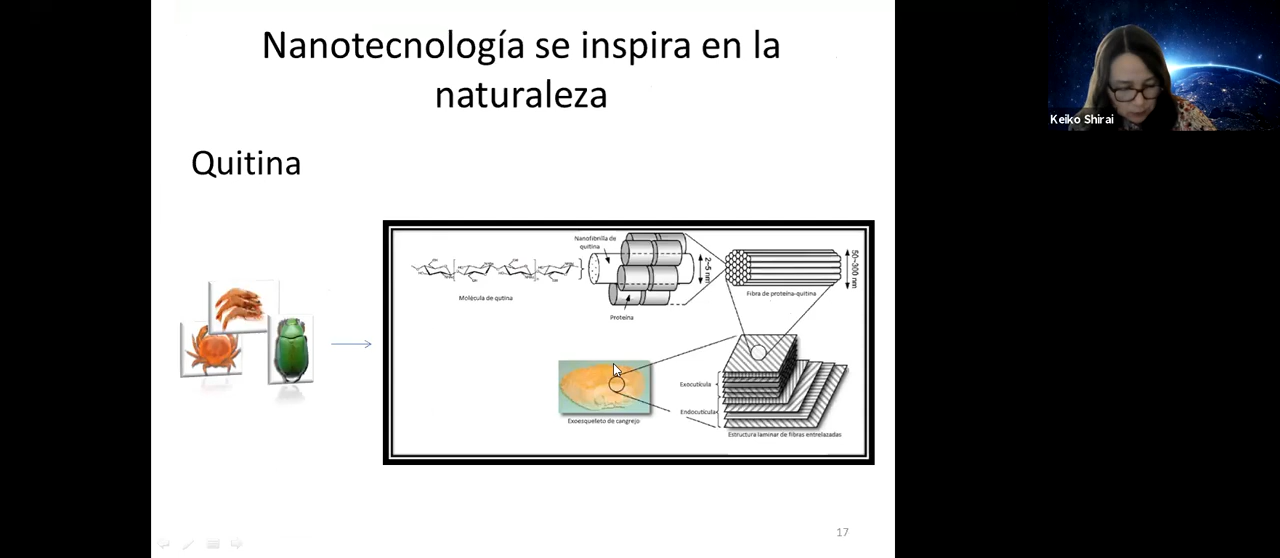 Nanotecnología se inspira en la
naturaleza
Keiko Shirai
Quitina
Nanofibrilla de
quitina
2~5 nm
50~300 nm
Molécula de qutina
Fibra de proteína-quitina
Proteína
Exocutícula
Endocutícula
Exoesqueleto de cangrejo
Estructura laminar de fibras entrelazadas
17